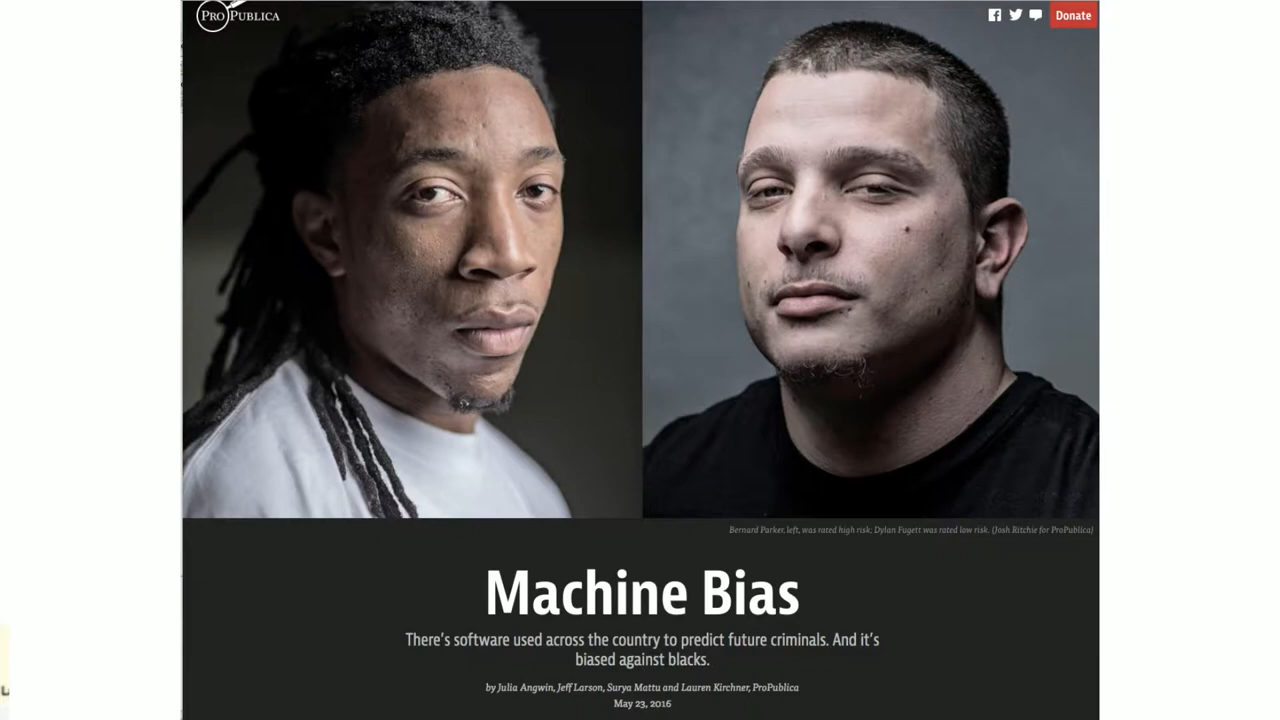 PROPUBLICA
Donate
Bernard Parker, left, was rated high risk; Dylan Fugett was rated low risk. (Josh Ritchie for ProPublica)
Machine Bias
There's software used across the country to predict future criminals. And it's
biased against blacks.
by Julia Angwin, Jeff Larson, Surya Mattu and Lauren Kirchner, ProPublica
May 23, 2016